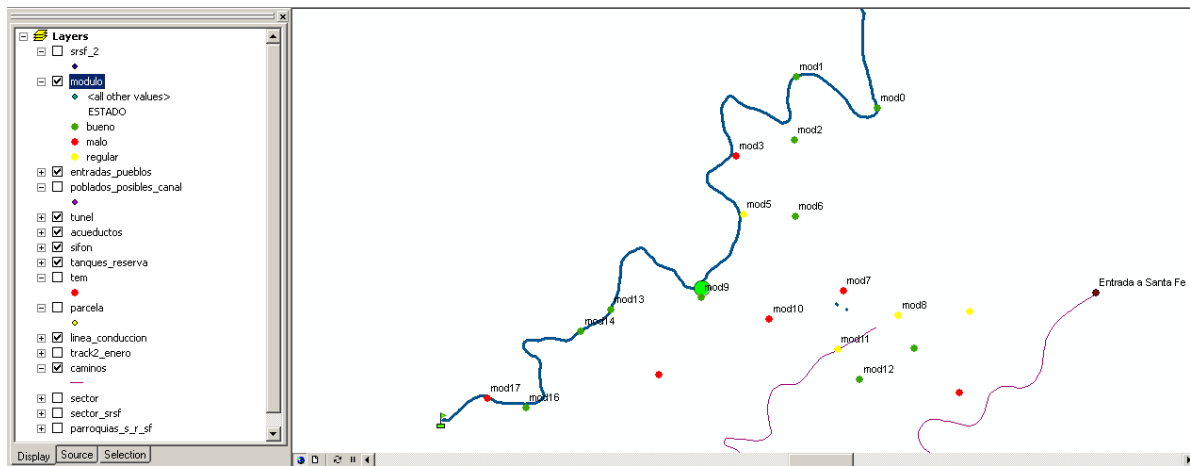 Layers
srsf_2
modulo
<all other values>
ESTADO
bueno
malo
regular
entradas_pueblos
poblados_posibles_canal
tunel
acueductos
sifon
tanques_reserva
tem
parcela
linea_conduccion
track2_enero
caminos
sector
sector_srsf
parroquias_s_r_sf
Display Source Selection
mod1
mod0
mod2
mod3
mod5
mod6
mod7
Entrada a Santa Fe
mod9
mod13
mod8
mod10
mod14
mod11
mod12
mod17
mod16